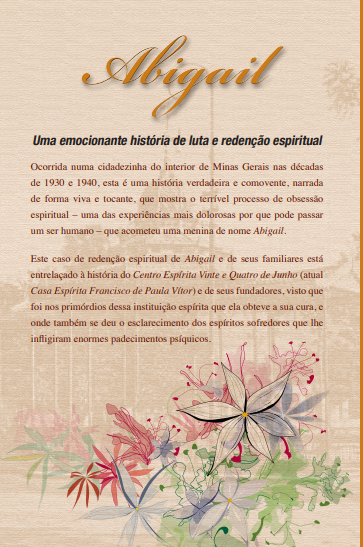 Abigail
Uma emocionante história de luta e redenção espiritual
Ocorrida numa cidadezinha do interior de Minas Gerais nas décadas
de 1930 e 1940, esta é uma história verdadeira e comovente, narrada
de forma viva e tocante, que mostra o terrível processo de obsessão
espiritual – uma das experiências mais dolorosas por que pode passar
um ser humano – que acometeu uma menina de nome Abigail.
Este caso de redenção espiritual de Abigail e de seus familiares está
entrelaçado à história do Centro Espírita Vinte e Quatro de Junho (atual
Casa Espírita Francisco de Paula Vítor) e de seus fundadores, visto que
foi nos primórdios dessa instituição espírita que ela obteve a sua cura, e
onde também se deu o esclarecimento dos espíritos sofredores que lhe
infligiram enormes padecimentos psíquicos.